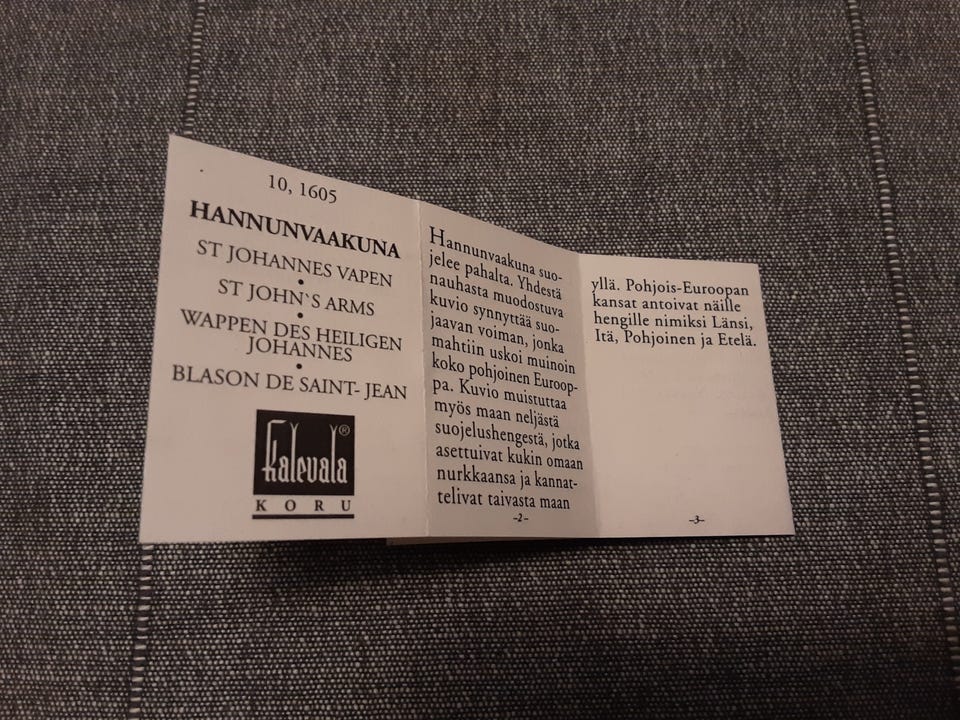 10, 1605
HANNUNVAAKUNA
ST JOHANNES VAPEN
•
ST JOHN`S ARMS
•
WAPPEN DES HEILIGEN
JOHANNES
•
BLASON DE SAINT- JEAN
Kalevala®
KORU
Hannunvaakuna suo-
jelee pahalta. Yhdestä
nauhasta muodostuva
kuvio synnyttää suo-
jaavan voiman, jonka
mahtiin uskoi muinoin
koko pohjoinen Euroop-
pa. Kuvio muistuttaa
myös maan neljästä
suojelushengestä, jotka
asettuivat kukin omaan
nurkkaansa ja kannat-
telivat taivasta maan
–2–
yllä. Pohjois-Euroopan
kansat antoivat näille
hengille nimiksi Länsi,
Itä, Pohjoinen ja Etelä.
–3–